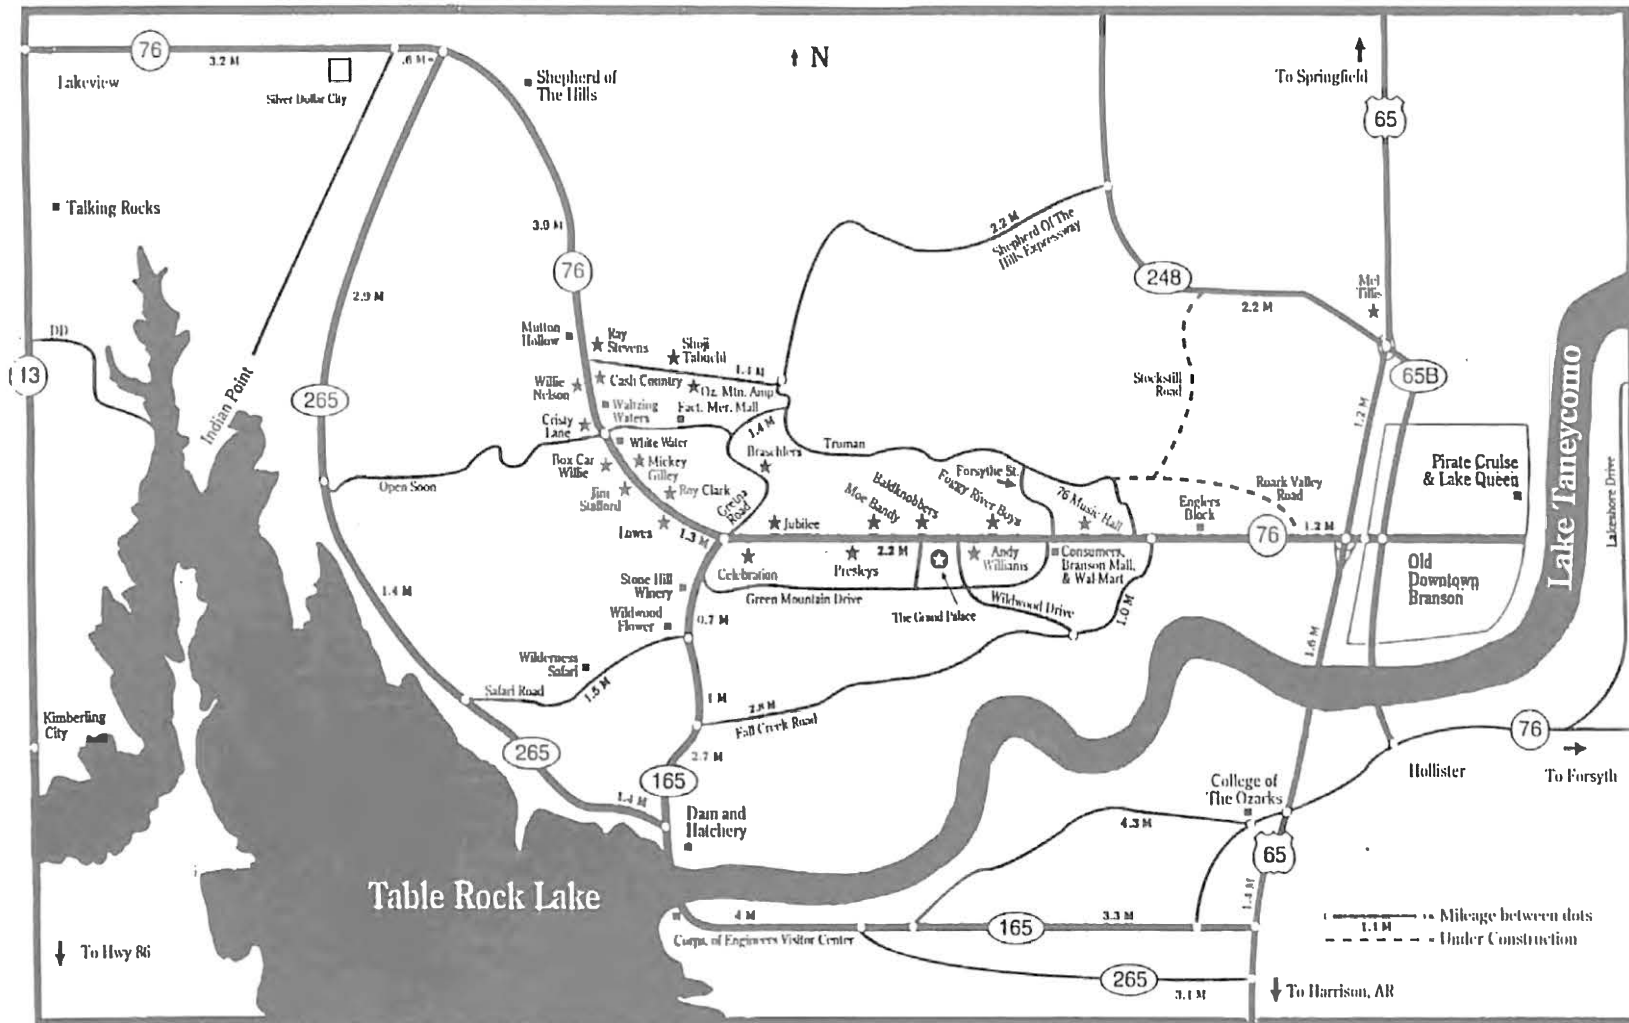 76
3.2 M
.6 M
Lakeview
Silver Dollar City
Shepherd of
The Hills
N
To Springfield
65
Talking Rocks
3.9 M
2.9 M
76
2.2 M
Shepherd Of The
Hills Expressway
248
2.2 M
Mel
Tillis
DD
13
Indian Point
265
Mutton
Hollow
Ray
Stevens
Shoji
Tabuchi
Willie
Nelson
Cash Country
Oz. Mtn. Amp
Waltzing
Waters
Fact. Mer. Mall
1.4 M
Cristy
Lane
White Water
Box Car
Willie
Mickey
Gilley
Jim
Stafford
Roy Clark
Gretna
Road
Braschlers
Truman
Stockstill
Road
65B
1.2 M
Open Soon
Lowes
1.3 M
Jubilee
Moe Bandy
Baldknobbers
Foggy River Boys
Forsythe St.
76 Music Hall
Englers
Block
Roark Valley
Road
76
1.2 M
Pirate Cruise
& Lake Queen
Lake Taneycomo
Lakeshore Drive
Celebration
Presleys
2.2 M
The Grand Palace
Andy
Williams
Consumers,
Branson Mall,
& Wal-Mart
Old
Downtown
Branson
Green Mountain Drive
Wildwood Drive
1.0 M
1.6 M
1.4 M
Stone Hill
Winery
Wildwood
Flower
0.7 M
Wilderness
Safari
Safari Road
1.5 M
1 M
2.8 M
Fall Creek Road
Kimberling
City
265
2.7 M
165
1.4 M
Dam and
Hatchery
Table Rock Lake
76
To Forsyth
Hollister
College of
The Ozarks
4.3 M
65
1.4 M
4 M
Corps. of Engineers Visitor Center
165
3.3 M
265
3.1 M
To Hwy 86
To Harrison, AR
Mileage between dots
1.1 M
Under Construction